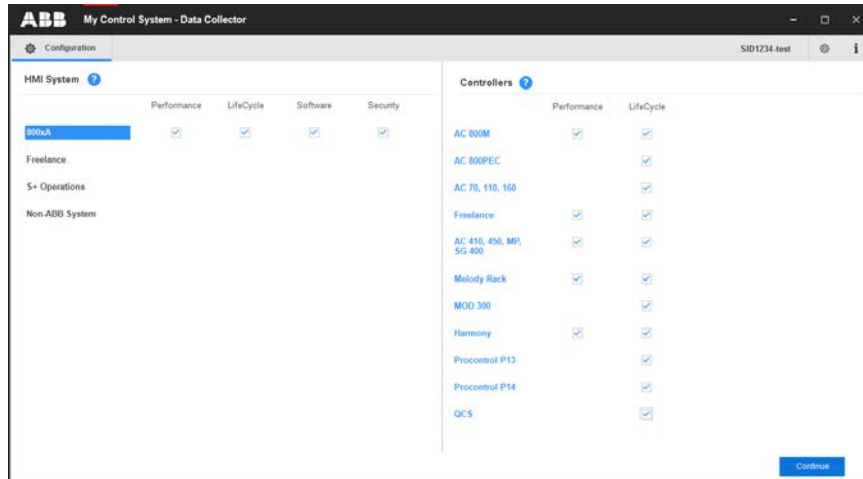 ABB My Control System - Data Collector
Configuration
SID1234-test
HMI System ?
Performance LifeCycle Software Security
800xA
Freelance
S+ Operations
Non-ABB System
Controllers ?
Performance LifeCycle
AC 800M
AC 800PEC
AC 70, 110, 160
Freelance
AC 410, 450, MP,
SG 400
Melody Rack
MOD 300
Harmony
Procontrol P13
Procontrol P14
QCS
Continue